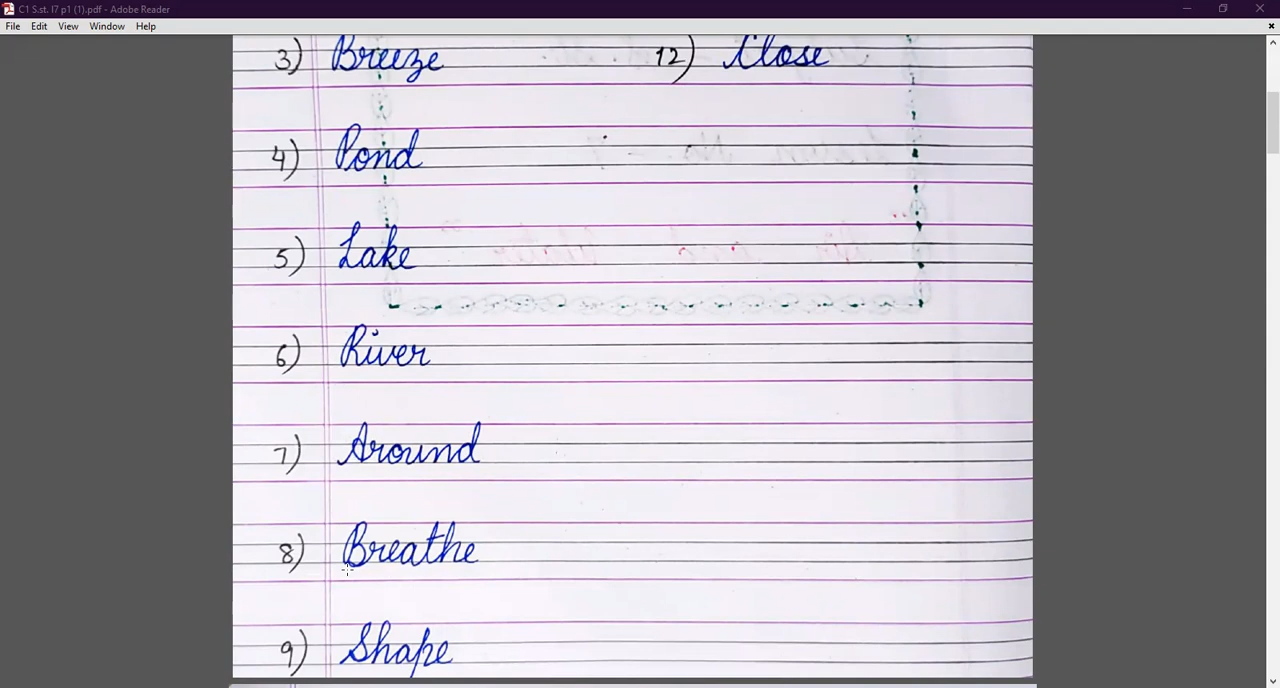 C1 S.st. l7 p1 (1).pdf - Adobe Reader
File Edit View Window Help
3) Breeze 12) Close
4) Pond
5) Lake
6) River
7) Around
8) Breathe
9) Shape